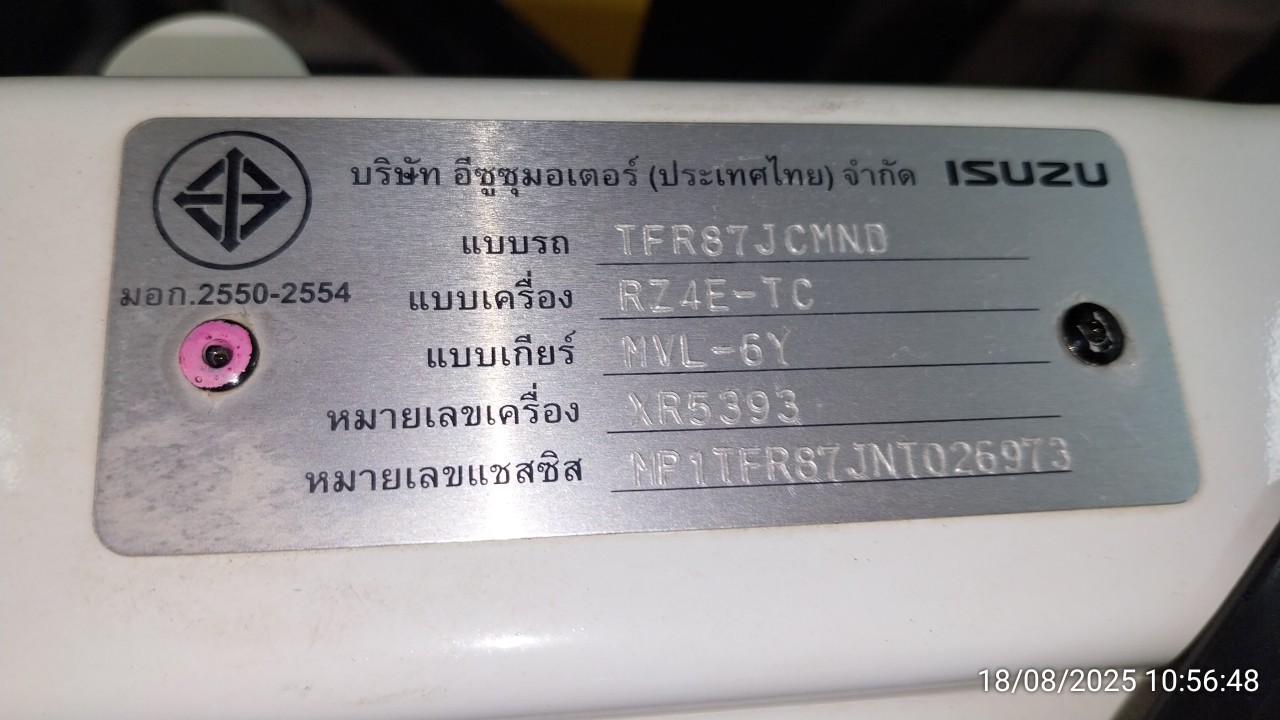 บริษัท อีซูซุมอเตอร์ (ประเทศไทย) จำกัด ISUZU
แบบรถ TFR87JCMND
มอก.2550-2554
แบบเครื่อง RZ4E-TC
แบบเกียร์ MVL-6Y
หมายเลขเครื่อง XR5393
หมายเลขแชสซิส MP1TFR87JNT026973
18/08/2025 10:56:48